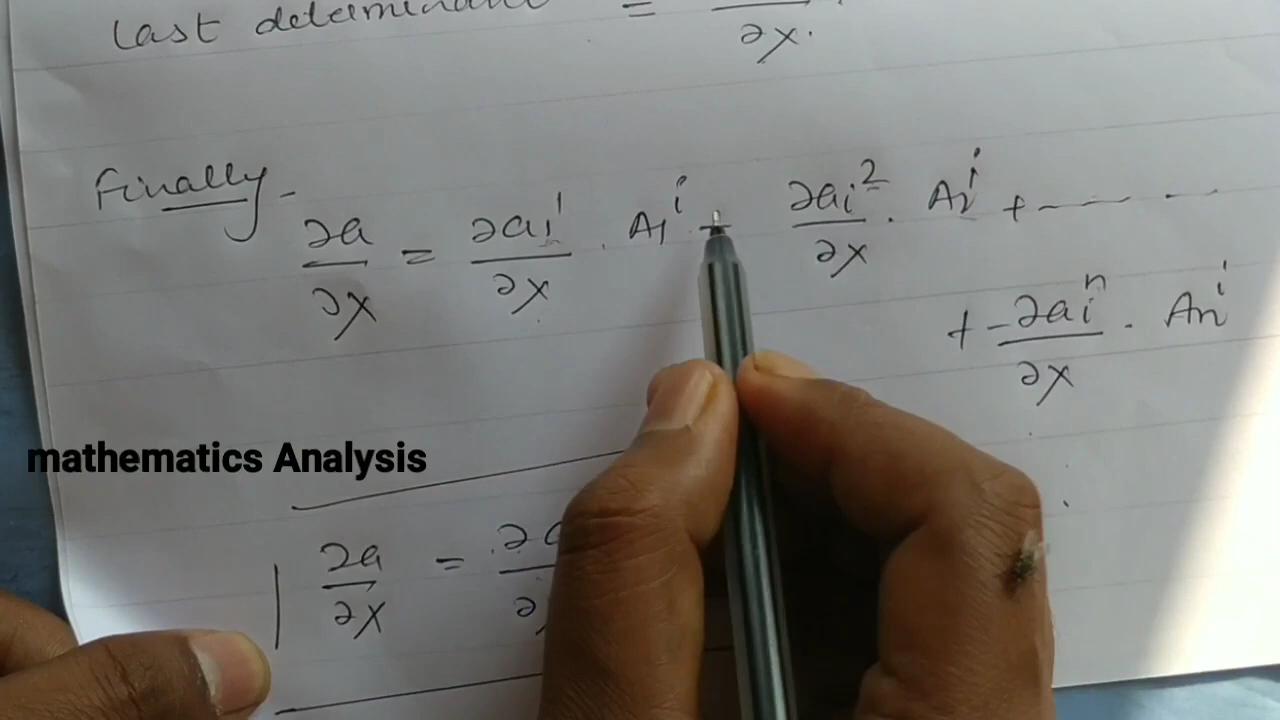 Last determinant = ∂x.
Finally -
∂a/∂x = ∂ai¹/∂x . A₁ⁱ + ∂ai²/∂x . A₂ⁱ + - - - -
+ ∂aiⁿ/∂x . Anⁱ
mathematics Analysis
∂a/∂x = ∂